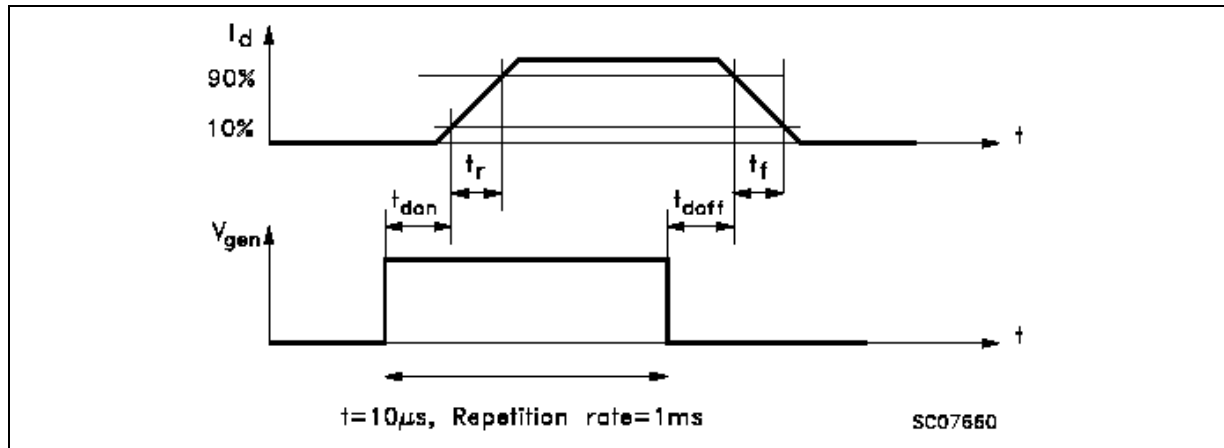 Id
90%
10%
t
tr
tf
tdon
tdoff
Vgen
t
t=10µs, Repetition rate=1ms
SC07660